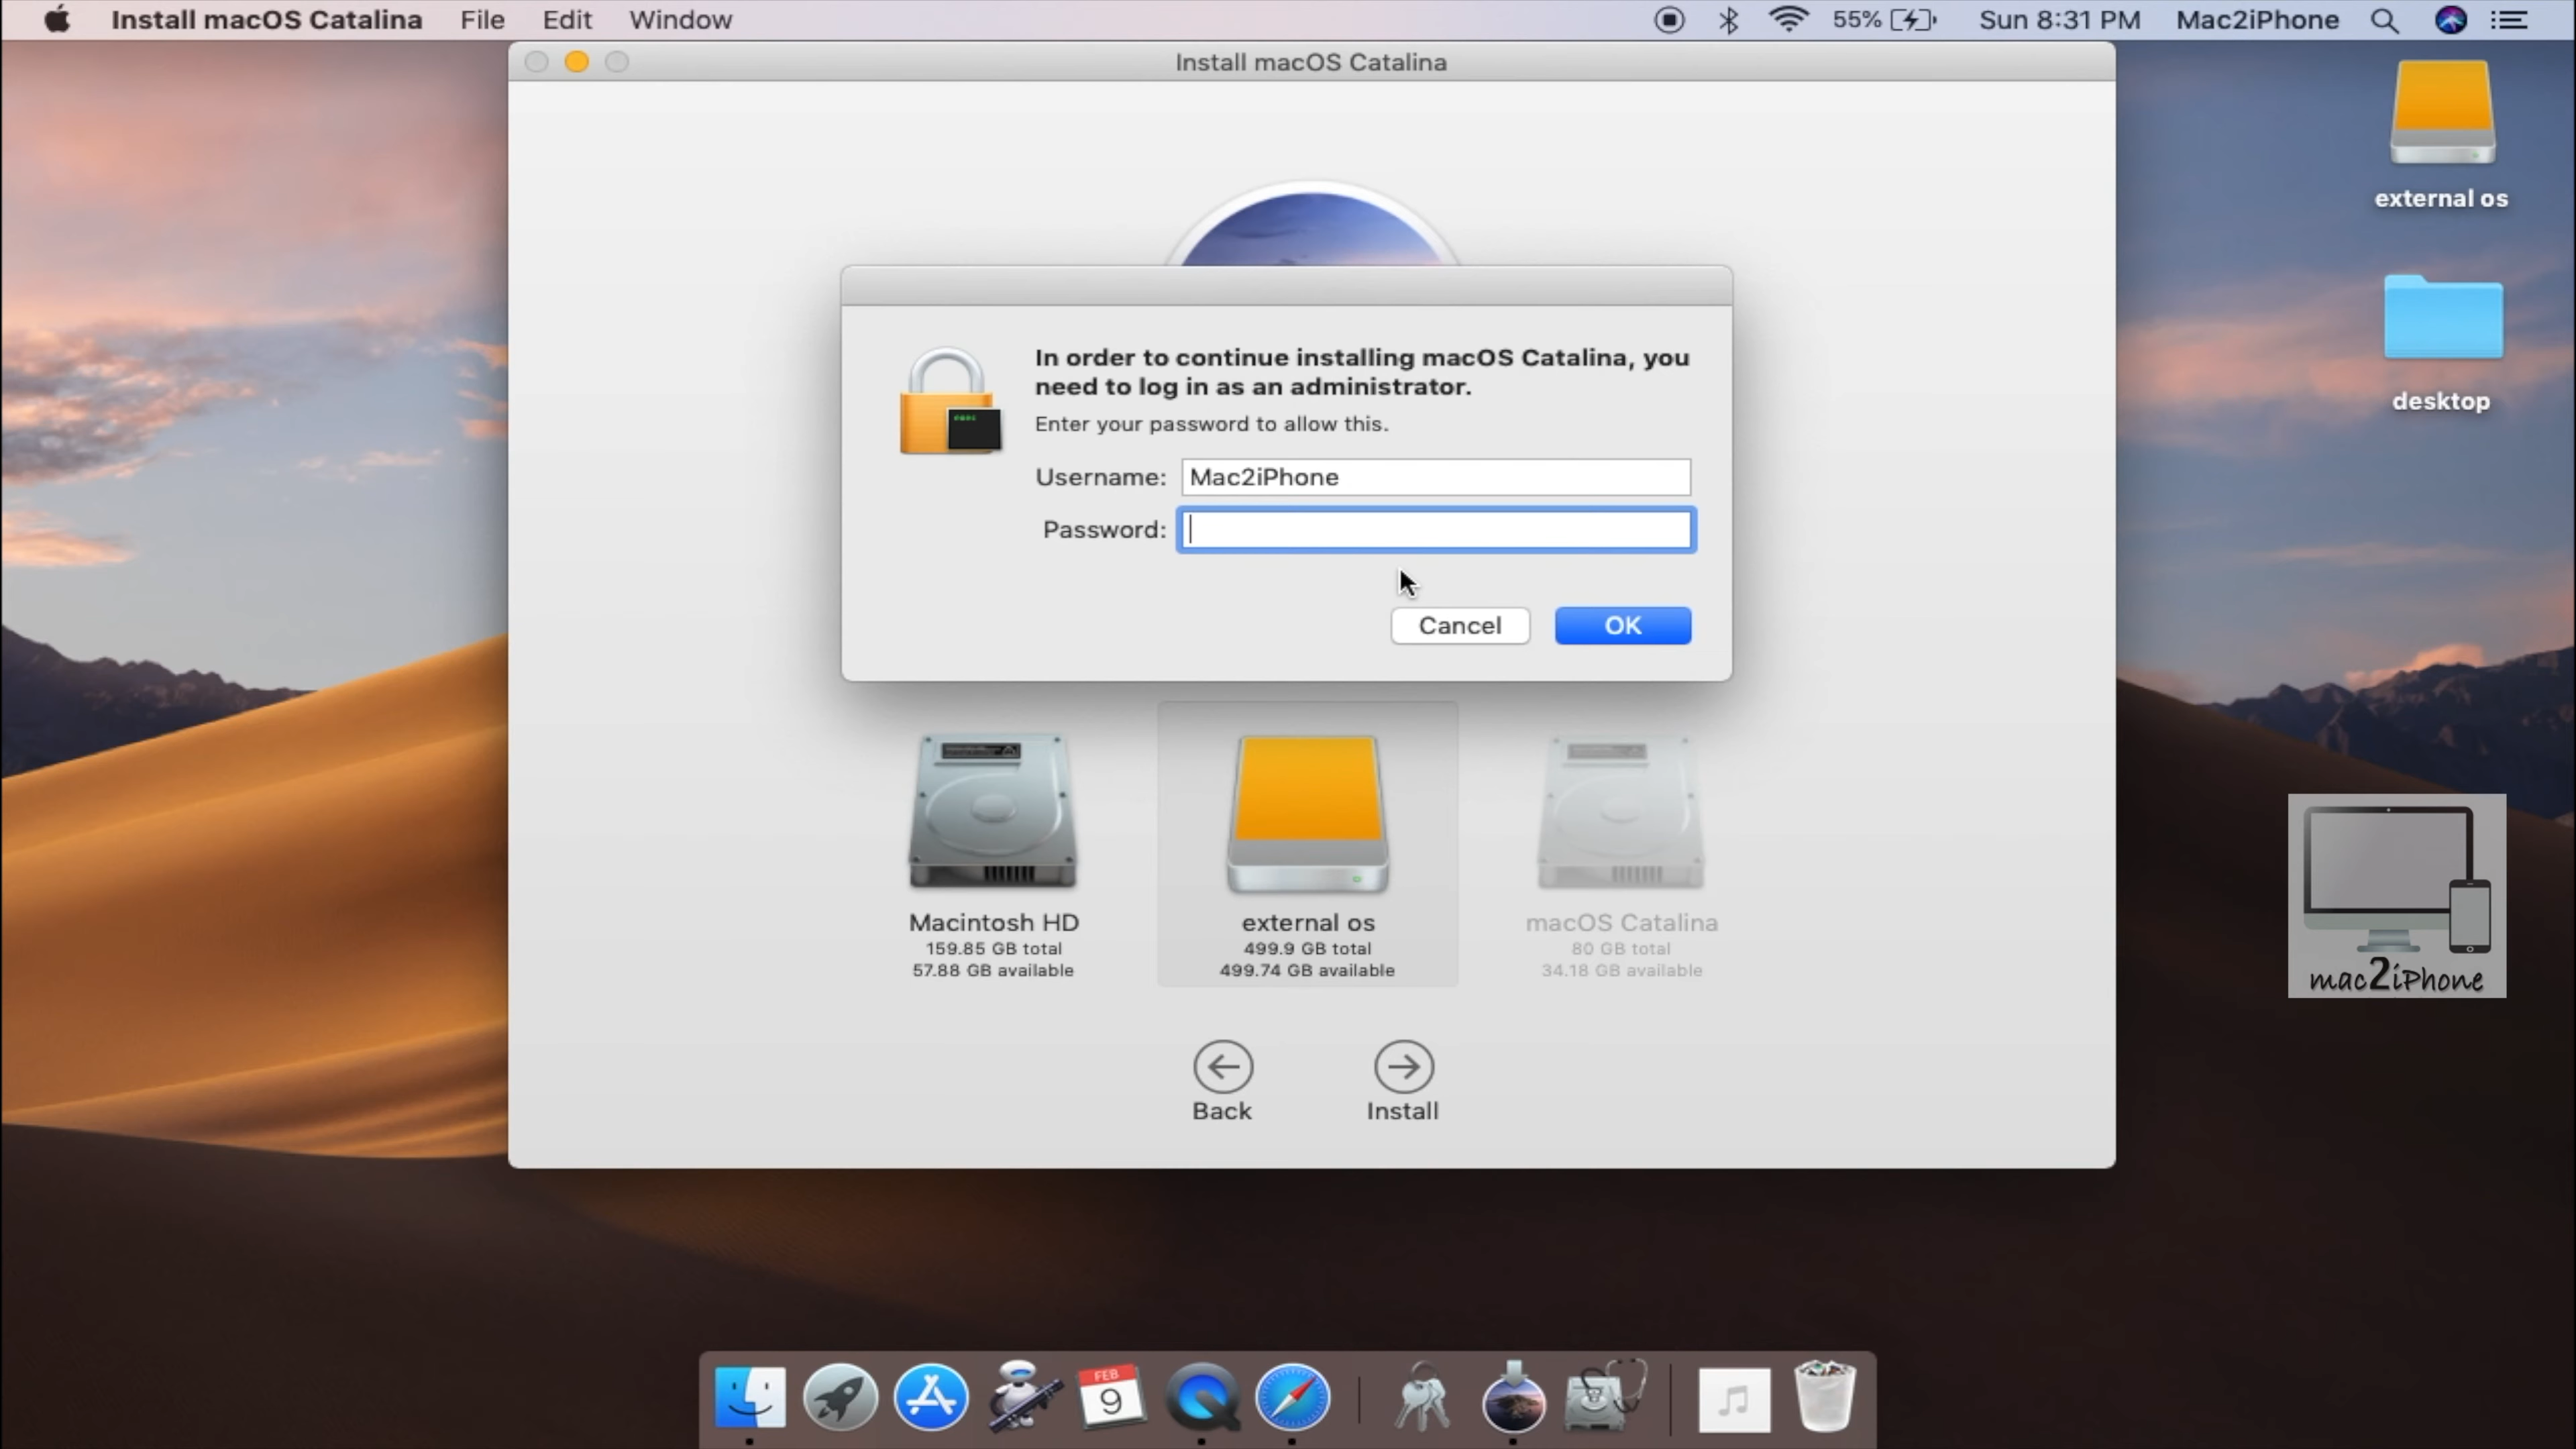 Install macOS Catalina File Edit Window 55% Sun 8:31 PM Mac2iPhone
Install macOS Catalina
external os
desktop
In order to continue installing macOS Catalina, you
need to log in as an administrator.
Enter your password to allow this.
Username: Mac2iPhone
Password:
Cancel OK
Macintosh HD
159.85 GB total
57.88 GB available
external os
499.9 GB total
499.74 GB available
macOS Catalina
80 GB total
34.18 GB available
mac2iPhone
Back Install
FEB
9